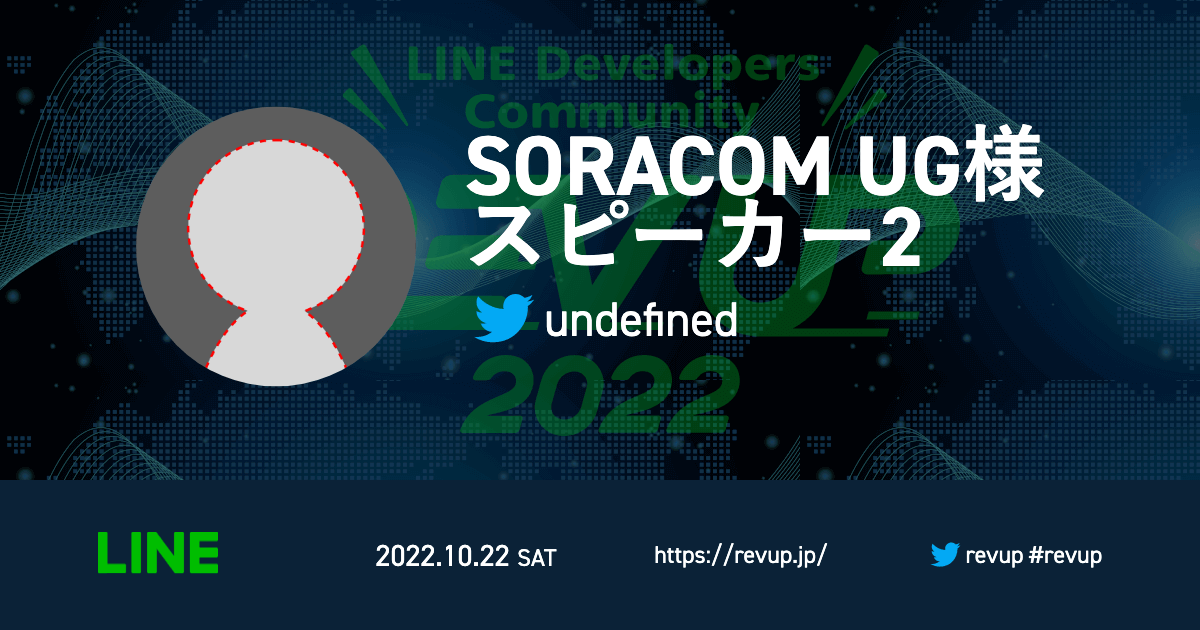 LINE Developers
Community
SORACOM UG様
スピーカー2
REVUP
undefined
2022
LINE
2022.10.22 SAT
https://revup.jp/
revup #revup